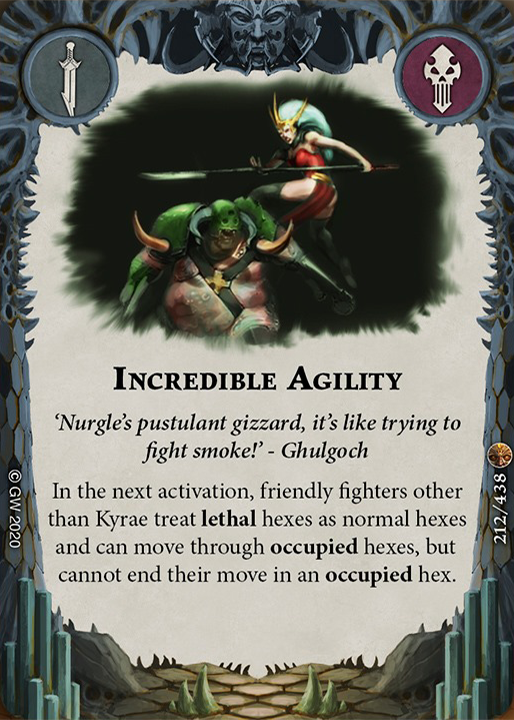 INCREDIBLE AGILITY
‘Nurgle’s pustulant gizzard, it’s like trying to
fight smoke!’ - Ghulgoch
In the next activation, friendly fighters other
than Kyrae treat lethal hexes as normal hexes
and can move through occupied hexes, but
cannot end their move in an occupied hex.
© GW 2020
212/438